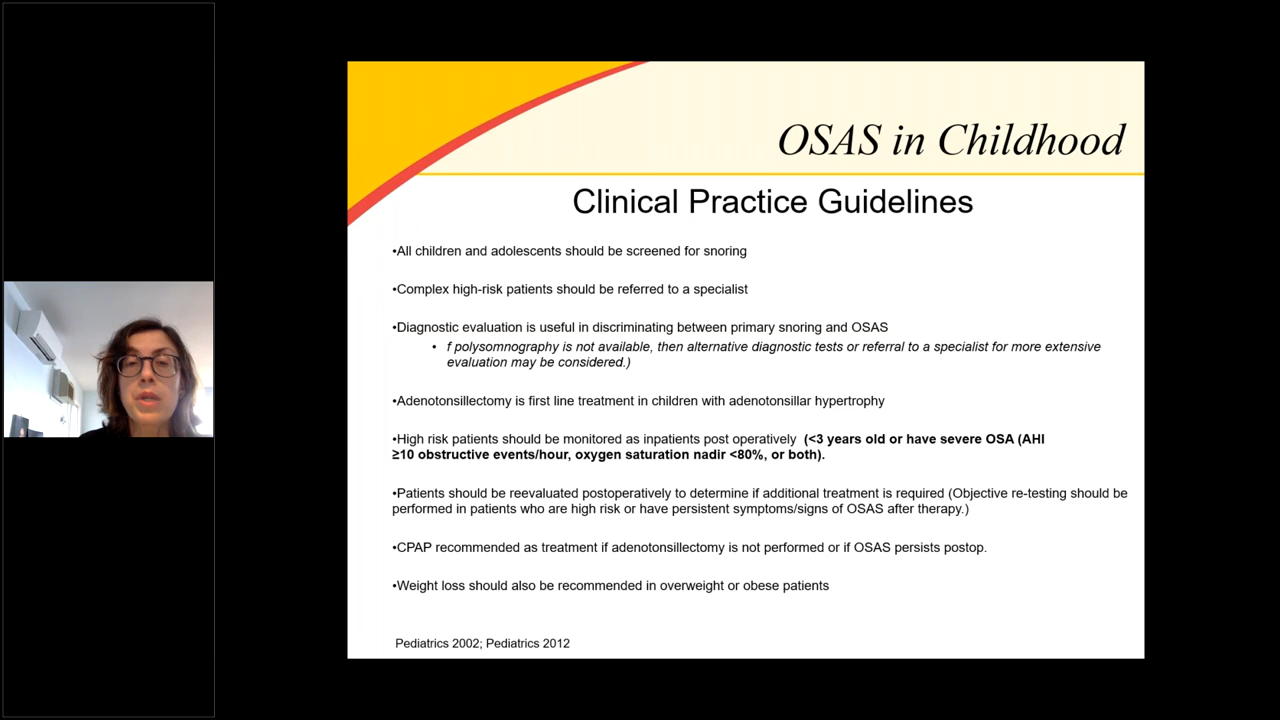 OSAS in Childhood
Clinical Practice Guidelines
•All children and adolescents should be screened for snoring
•Complex high-risk patients should be referred to a specialist
•Diagnostic evaluation is useful in discriminating between primary snoring and OSAS
• f polysomnography is not available, then alternative diagnostic tests or referral to a specialist for more extensive
evaluation may be considered.)
•Adenotonsillectomy is first line treatment in children with adenotonsillar hypertrophy
•High risk patients should be monitored as inpatients post operatively (<3 years old or have severe OSA (AHI
≥10 obstructive events/hour, oxygen saturation nadir <80%, or both).
•Patients should be reevaluated postoperatively to determine if additional treatment is required (Objective re-testing should be
performed in patients who are high risk or have persistent symptoms/signs of OSAS after therapy.)
•CPAP recommended as treatment if adenotonsillectomy is not performed or if OSAS persists postop.
•Weight loss should also be recommended in overweight or obese patients
Pediatrics 2002; Pediatrics 2012